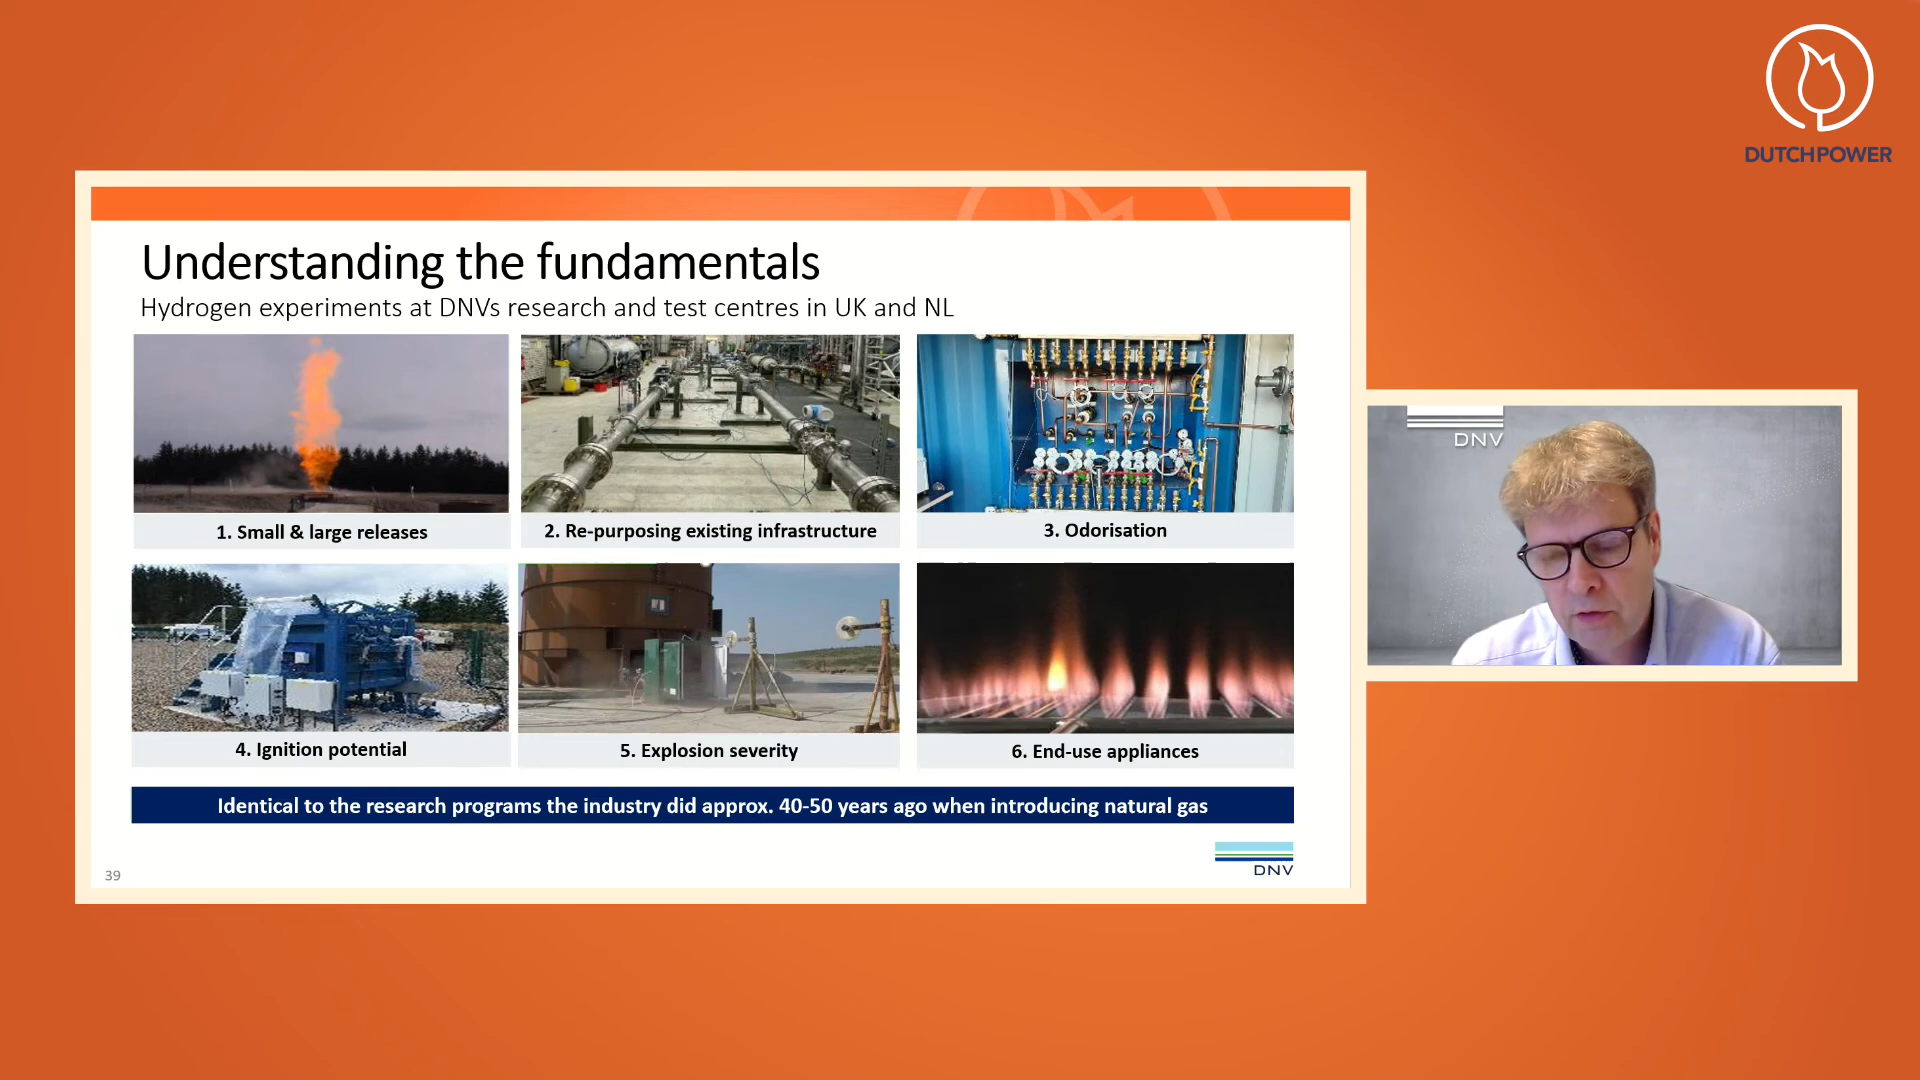 DUTCHPOWER
Understanding the fundamentals
Hydrogen experiments at DNVs research and test centres in UK and NL
1. Small & large releases
2. Re-purposing existing infrastructure
3. Odorisation
4. Ignition potential
5. Explosion severity
6. End-use appliances
Identical to the research programs the industry did approx. 40-50 years ago when introducing natural gas
39
DNV
DNV